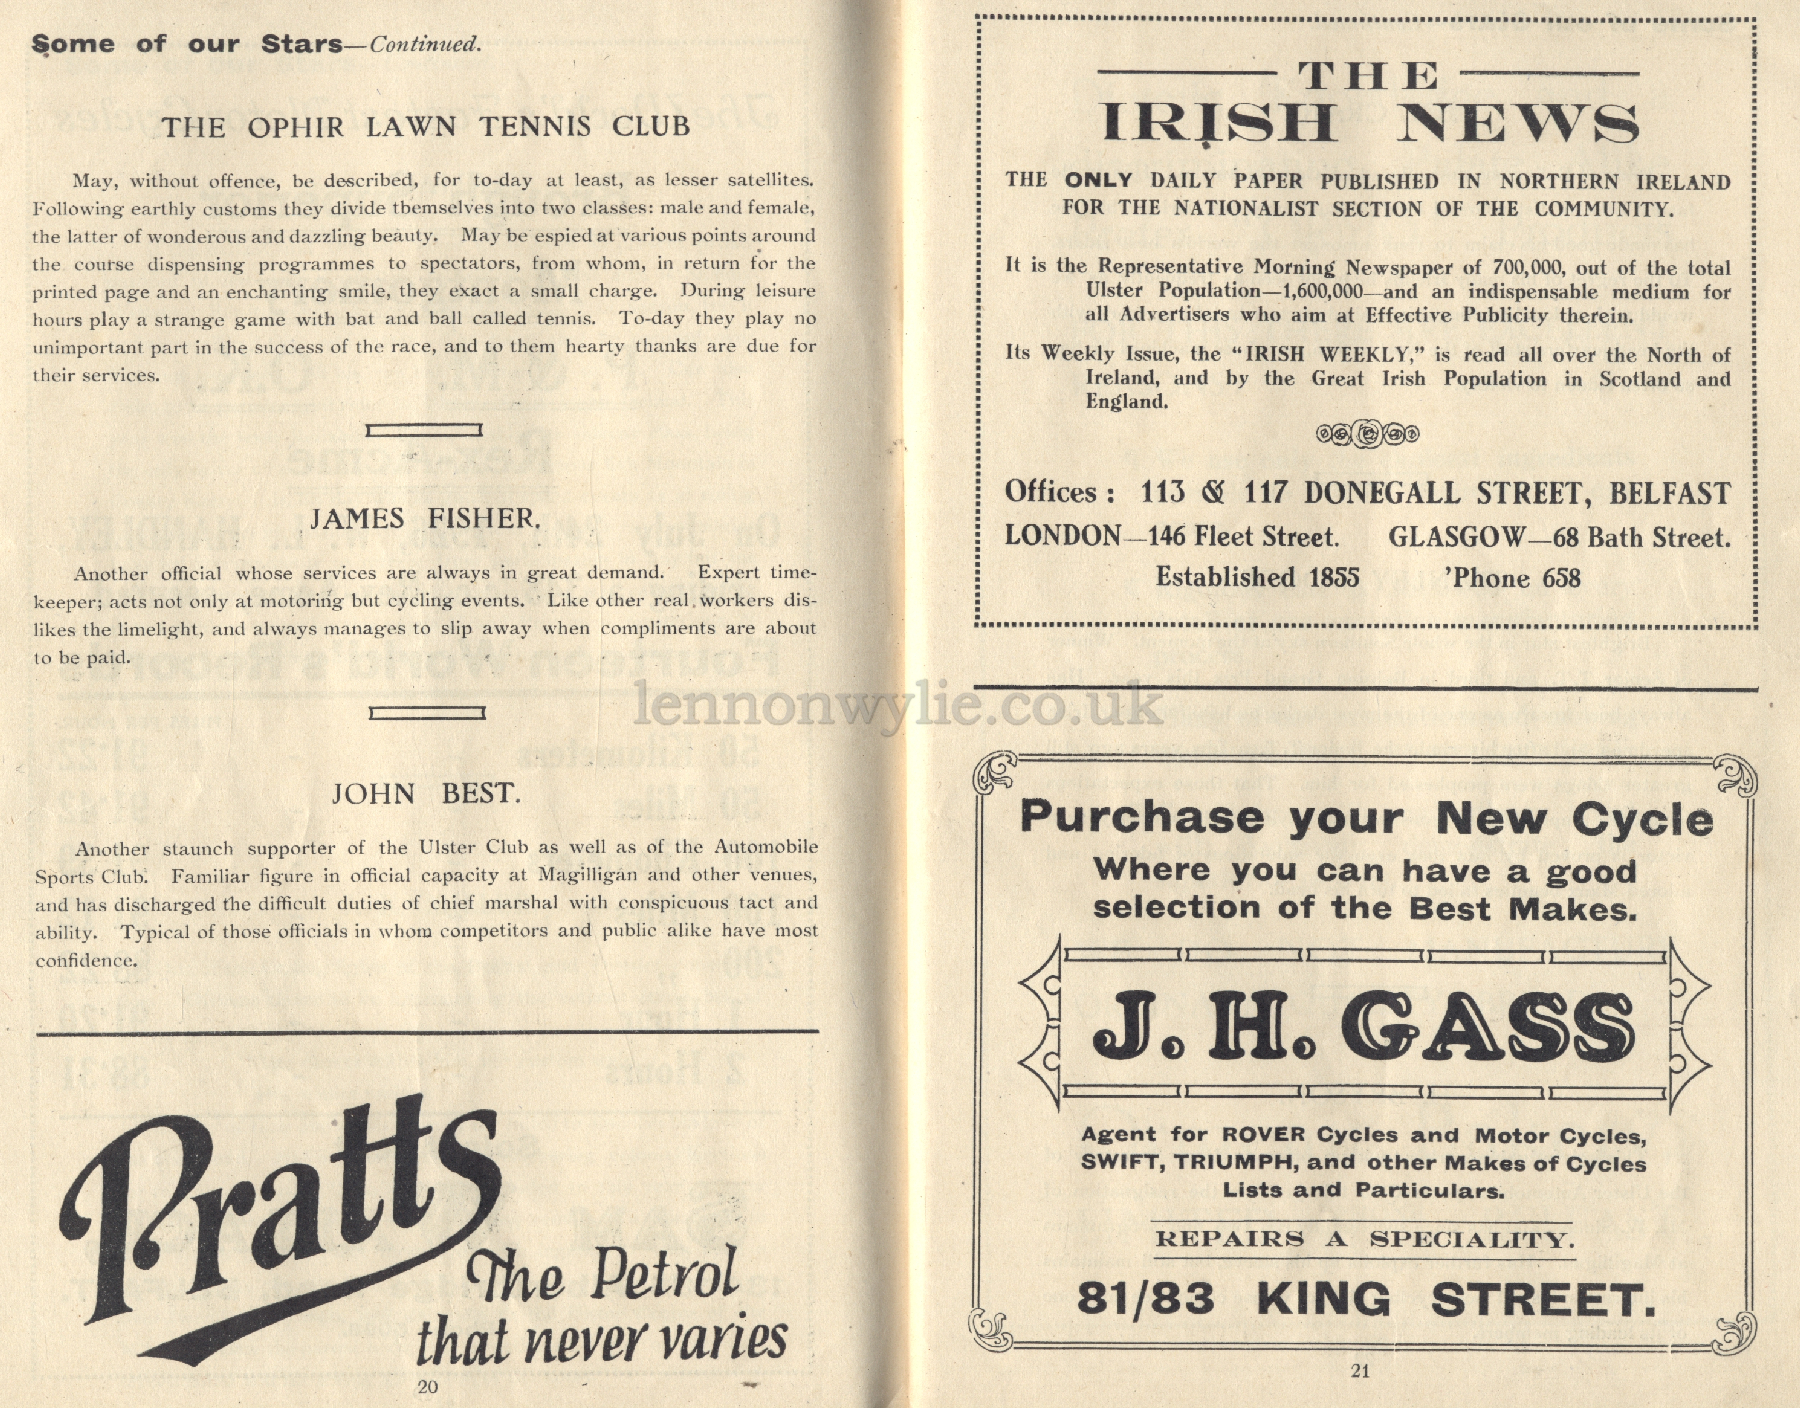 Some of our Stars—Continued.
THE OPHIR LAWN TENNIS CLUB
May, without offence, be described, for to-day at least, as lesser satellites.
Following earthly customs they divide themselves into two classes: male and female,
the latter of wonderous and dazzling beauty. May be espied at various points around
the course dispensing programmes to spectators, from whom, in return for the
printed page and an enchanting smile, they exact a small charge. During leisure
hours play a strange game with bat and ball called tennis. To-day they play no
unimportant part in the success of the race, and to them hearty thanks are due for
their services.
JAMES FISHER.
Another official whose services are always in great demand. Expert time-
keeper; acts not only at motoring but cycling events. Like other real workers dis-
likes the limelight, and always manages to slip away when compliments are about
to be paid.
JOHN BEST.
Another staunch supporter of the Ulster Club as well as of the Automobile
Sports Club. Familiar figure in official capacity at Magilligan and other venues,
and has discharged the difficult duties of chief marshal with conspicuous tact and
ability. Typical of those officials in whom competitors and public alike have most
confidence.
Pratts
The Petrol
that never varies
20
THE
IRISH NEWS
THE ONLY DAILY PAPER PUBLISHED IN NORTHERN IRELAND
FOR THE NATIONALIST SECTION OF THE COMMUNITY.
It is the Representative Morning Newspaper of 700,000, out of the total
Ulster Population—1,600,000—and an indispensable medium for
all Advertisers who aim at Effective Publicity therein.
Its Weekly Issue, the “IRISH WEEKLY,” is read all over the North of
Ireland, and by the Great Irish Population in Scotland and
England.
Offices : 113 & 117 DONEGALL STREET, BELFAST
LONDON—146 Fleet Street. GLASGOW—68 Bath Street.
Established 1855 ’Phone 658
lennonwylie.co.uk
Purchase your New Cycle
Where you can have a good
selection of the Best Makes.
J. H. GASS
Agent for ROVER Cycles and Motor Cycles,
SWIFT, TRIUMPH, and other Makes of Cycles
Lists and Particulars.
REPAIRS A SPECIALITY.
81/83 KING STREET.
21